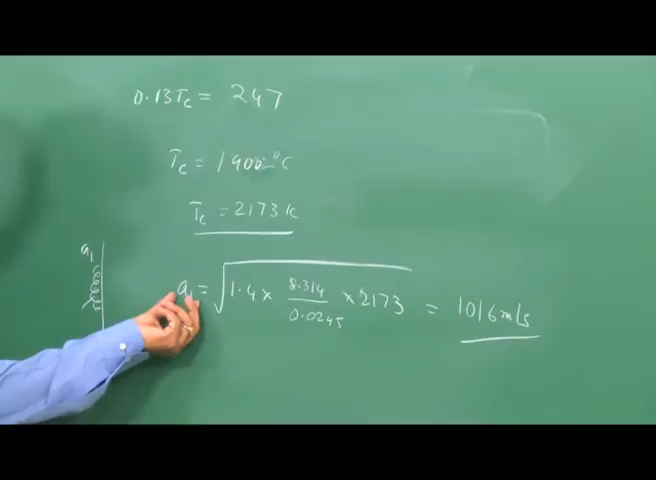 0.13Tc = 247
Tc = 1900°C
Tc = 2173 K
a1
a1 = √1.4 × 8.314/0.0245 × 2173 = 1016 m/s